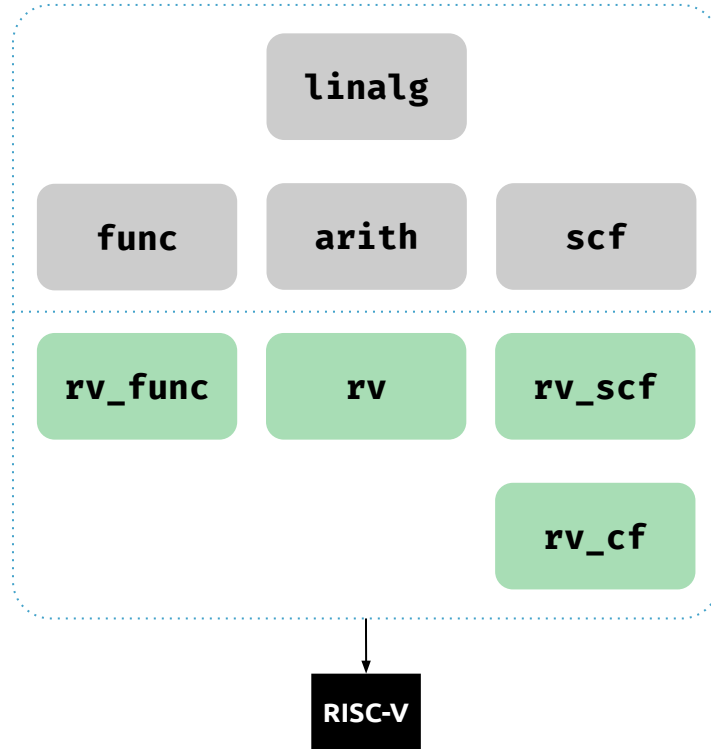 linalg
func arith scf
rv_func rv rv_scf
rv_cf
RISC-V